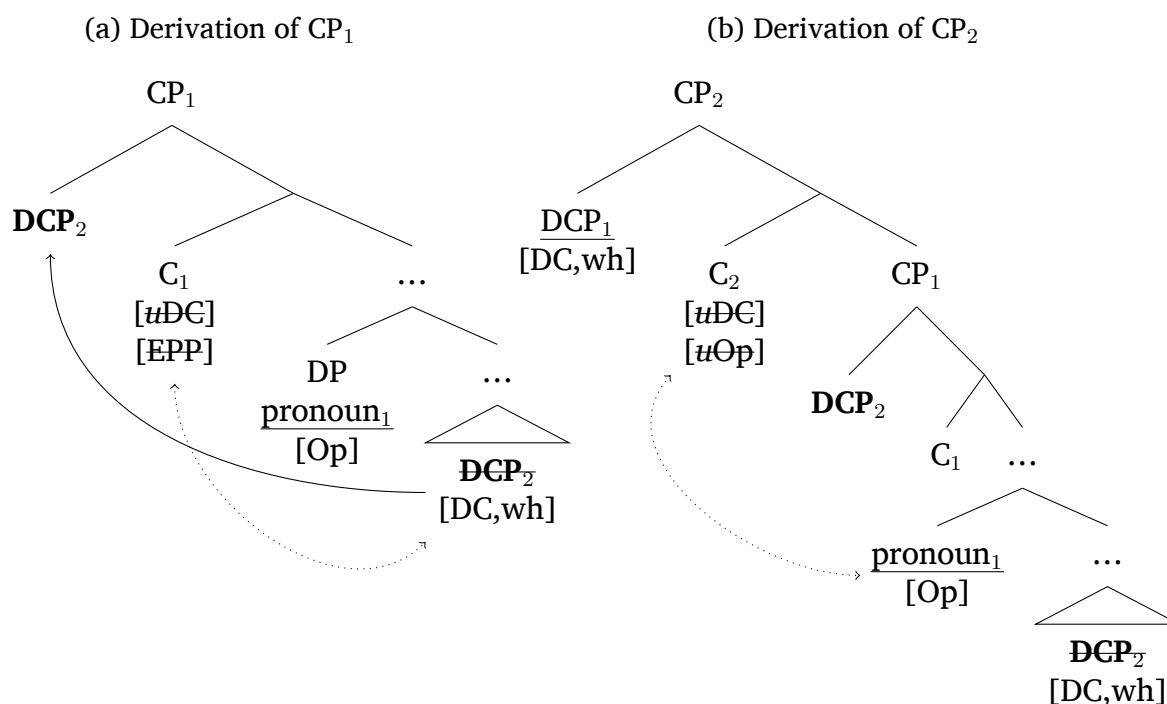 (a) Derivation of CP₁
CP₁
DCP₂
C₁
[uDC]
[EPP]
...
DP
pronoun₁
[Op]
...
DCP₂
[DC,wh]
(b) Derivation of CP₂
CP₂
DCP₁
[DC,wh]
C₂
[uDC]
[uOp]
CP₁
DCP₂
C₁
...
pronoun₁
[Op]
...
DCP₂
[DC,wh]